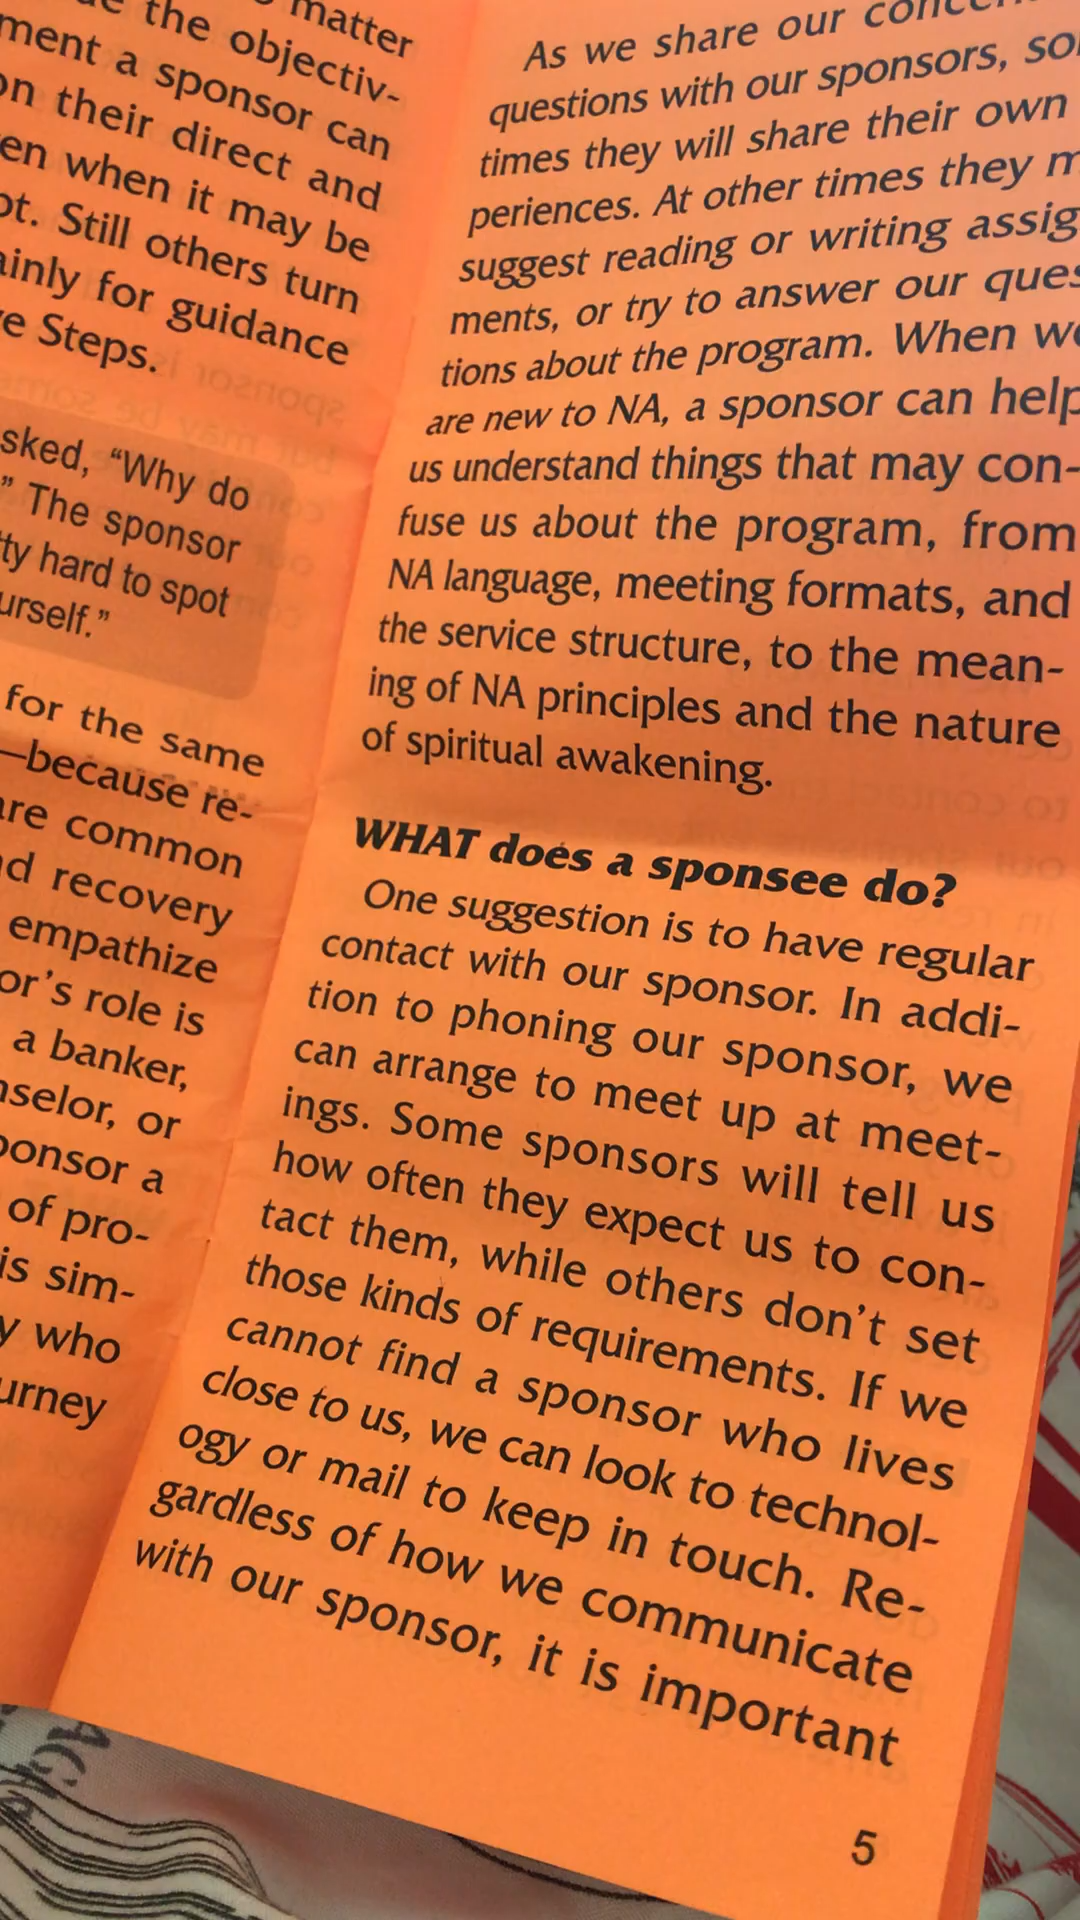 matter
the objectiv-
ment a sponsor can
on their direct and
en when it may be
ot. Still others turn
ainly for guidance
e Steps.
sked, “Why do
” The sponsor
tty hard to spot
urself.”
for the same
—because re-
are common
nd recovery
empathize
or’s role is
a banker,
nselor, or
ponsor a
of pro-
is sim-
y who
urney
As we share our
questions with our sponsors,
times they will share their own
periences. At other times they
suggest reading or writing assig
ments, or try to answer our ques
tions about the program. When we
are new to NA, a sponsor can help
us understand things that may con-
fuse us about the program, from
NA language, meeting formats, and
the service structure, to the mean-
ing of NA principles and the nature
of spiritual awakening.
WHAT does a sponsee do?
One suggestion is to have regular
contact with our sponsor. In addi-
tion to phoning our sponsor, we
can arrange to meet up at meet-
ings. Some sponsors will tell us
how often they expect us to con-
tact them, while others don’t set
those kinds of requirements. If we
cannot find a sponsor who lives
close to us, we can look to technol-
ogy or mail to keep in touch. Re-
gardless of how we communicate
with our sponsor, it is important
5